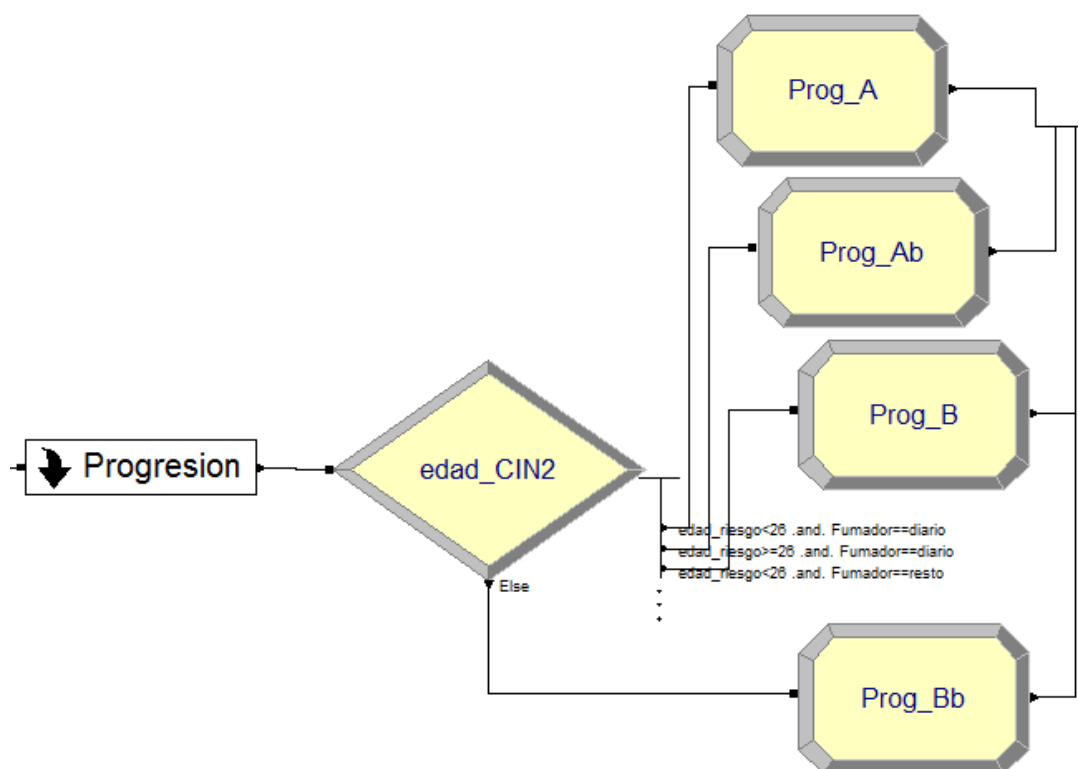 Prog_A
Prog_Ab
Prog_B
Progresion
edad_CIN2
edad_riesgo<26 .and. Fumador==diario
edad_riesgo>=26 .and. Fumador==diario
edad_riesgo<26 .and. Fumador==resto
Else
Prog_Bb